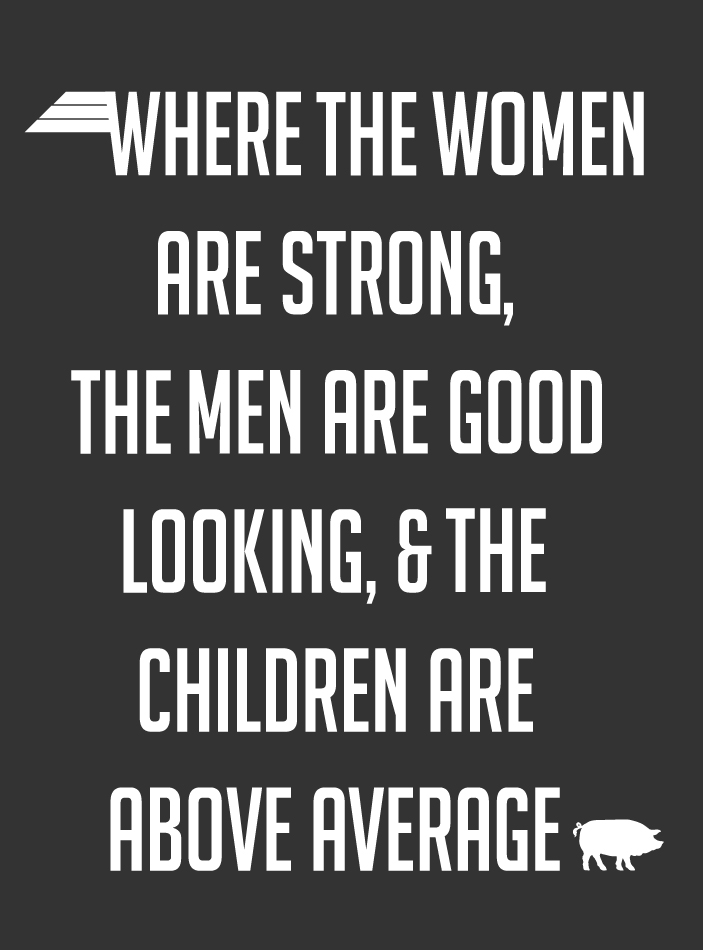 WHERE THE WOMEN
ARE STRONG,
THE MEN ARE GOOD
LOOKING, & THE
CHILDREN ARE
ABOVE AVERAGE